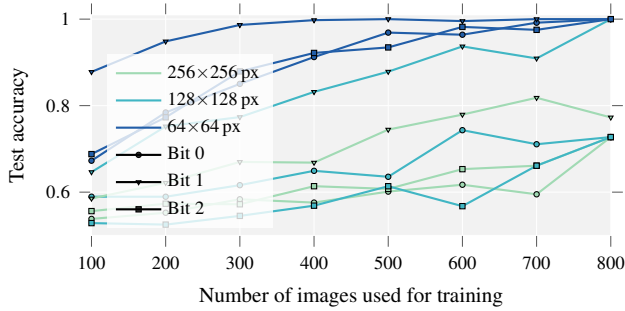 1
0.8
0.6
Test accuracy
256×256 px
128×128 px
64×64 px
Bit 0
Bit 1
Bit 2
100 200 300 400 500 600 700 800
Number of images used for training